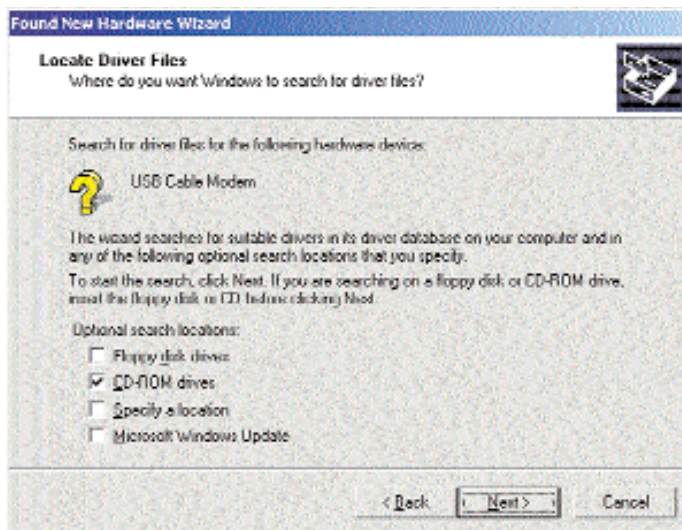 Found New Hardware Wizard
Locate Driver Files
Where do you want Windows to search for driver files?
Search for driver files for the following hardware device:
USB Cable Modem
The wizard searches for suitable drivers in its driver database on your computer and in
any of the following optional search locations that you specify.
To start the search, click Next. If you are searching on a floppy disk or CD-ROM drive,
insert the floppy disk or CD before clicking Next.
Optional search locations:
Floppy disk drives
CD-ROM drives
Specify a location
Microsoft Windows Update
< Back
Next >
Cancel